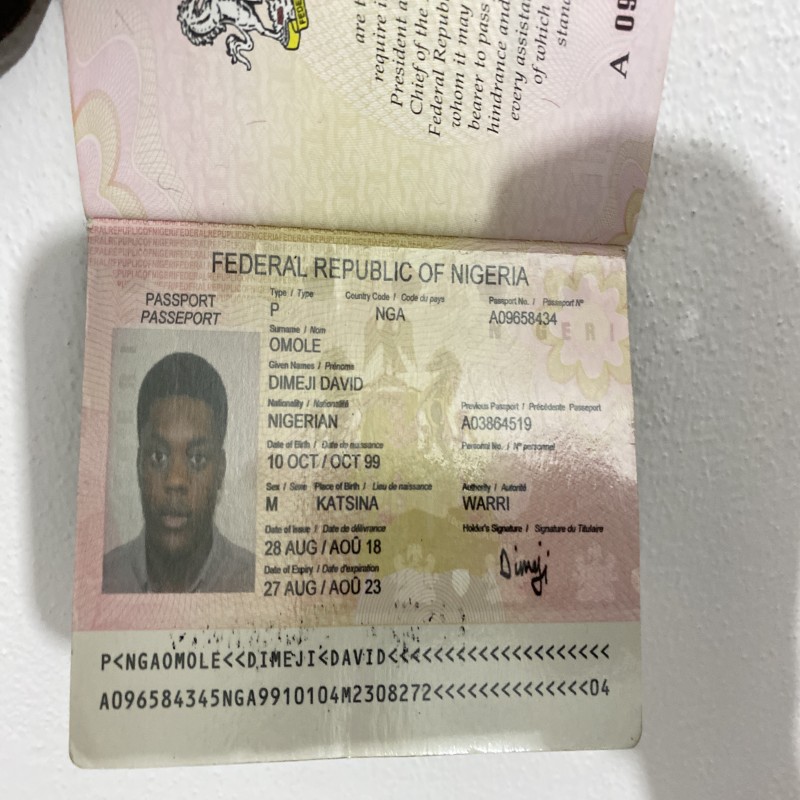 FEDE
are t
require i
President a
Chief of the
Federal Repub
whom it may
bearer to pass
hindrance and
every assista
of which
stanc
A 09
FEDERAL REPUBLIC OF NIGERIA
PASSPORT
PASSEPORT
Type / Type Country Code / Code du pays Passport No. / Passeport N°
P NGA A09658434
Surname / Nom
OMOLE
Given Names / Prénoms
DIMEJI DAVID
Nationality / Nationalité Previous Passport / Précédente Passeport
NIGERIAN A03864519
Date of Birth / Date de naissance Personal No. / N° personnel
10 OCT / OCT 99
Sex / Sexe Place of Birth / Lieu de naissance Authority / Autorité
M KATSINA WARRI
Date of Issue / Date de délivrance Holder's Signature / Signature du Titulaire
28 AUG / AOÛ 18
Dimeji
Date of Expiry / Date d'expiration
27 AUG / AOÛ 23
P<NGAOMOLE<<DIMEJI<DAVID<<<<<<<<<<<<<<<<<<<<
A096584345NGA9910104M2308272<<<<<<<<<<<<<<04